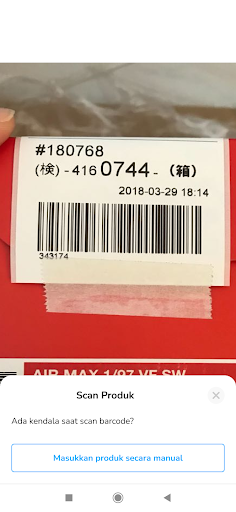 #180768
(検) - 416 0744 - （箱）
2018-03-29 18:14
343174
AIR MAX 1/97 VF SW
Scan Produk
Ada kendala saat scan barcode?
Masukkan produk secara manual